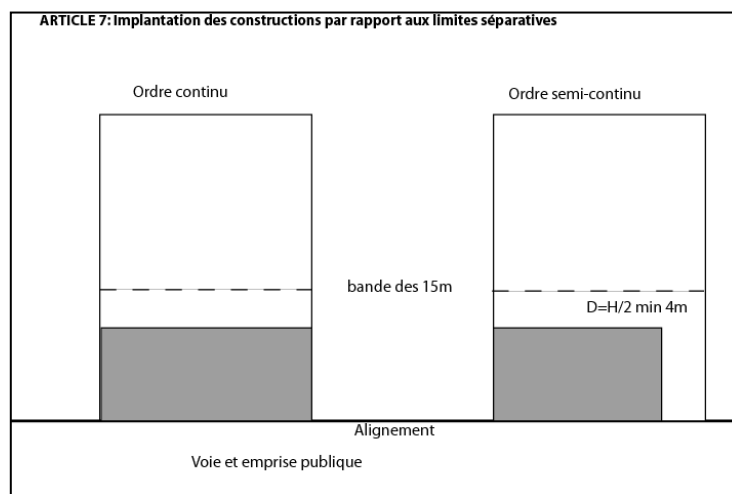 ARTICLE 7: Implantation des constructions par rapport aux limites séparatives
Ordre continu
Ordre semi-continu
bande des 15m
D=H/2 min 4m
Alignement
Voie et emprise publique